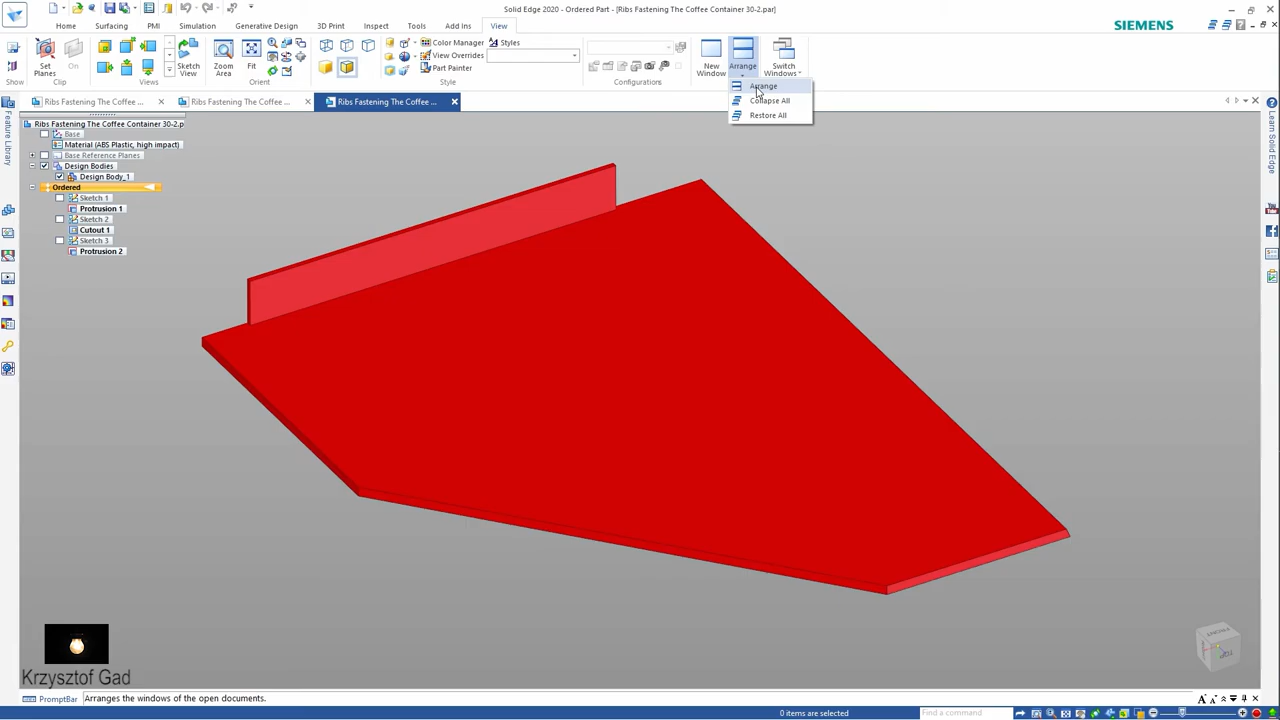 Solid Edge 2020 - Ordered Part - [Ribs Fastening The Coffee Container 30-2.par]
Home Surfacing PMI Simulation Generative Design 3D Print Inspect Tools Add Ins View
SIEMENS
Color Manager Styles
View Overrides
Part Painter
Show
Set
Planes
On
Clip
Views
Sketch
View
Zoom
Area
Fit
Orient
Style
Configurations
New
Window
Arrange
Switch
Windows
Window
Arrange
Collapse All
Restore All
Ribs Fastening The Coffee ...
Ribs Fastening The Coffee ...
Ribs Fastening The Coffee ...
Feature Library
Learn Solid Edge
Ribs Fastening The Coffee Container 30-2.p
Base
Material (ABS Plastic, high impact)
Base Reference Planes
Design Bodies
Design Body_1
Ordered
Sketch 1
Protrusion 1
Sketch 2
Cutout 1
Sketch 3
Protrusion 2
FRONT
Krzysztof Gad
PromptBar Arranges the windows of the open documents.
0 items are selected
Find a command